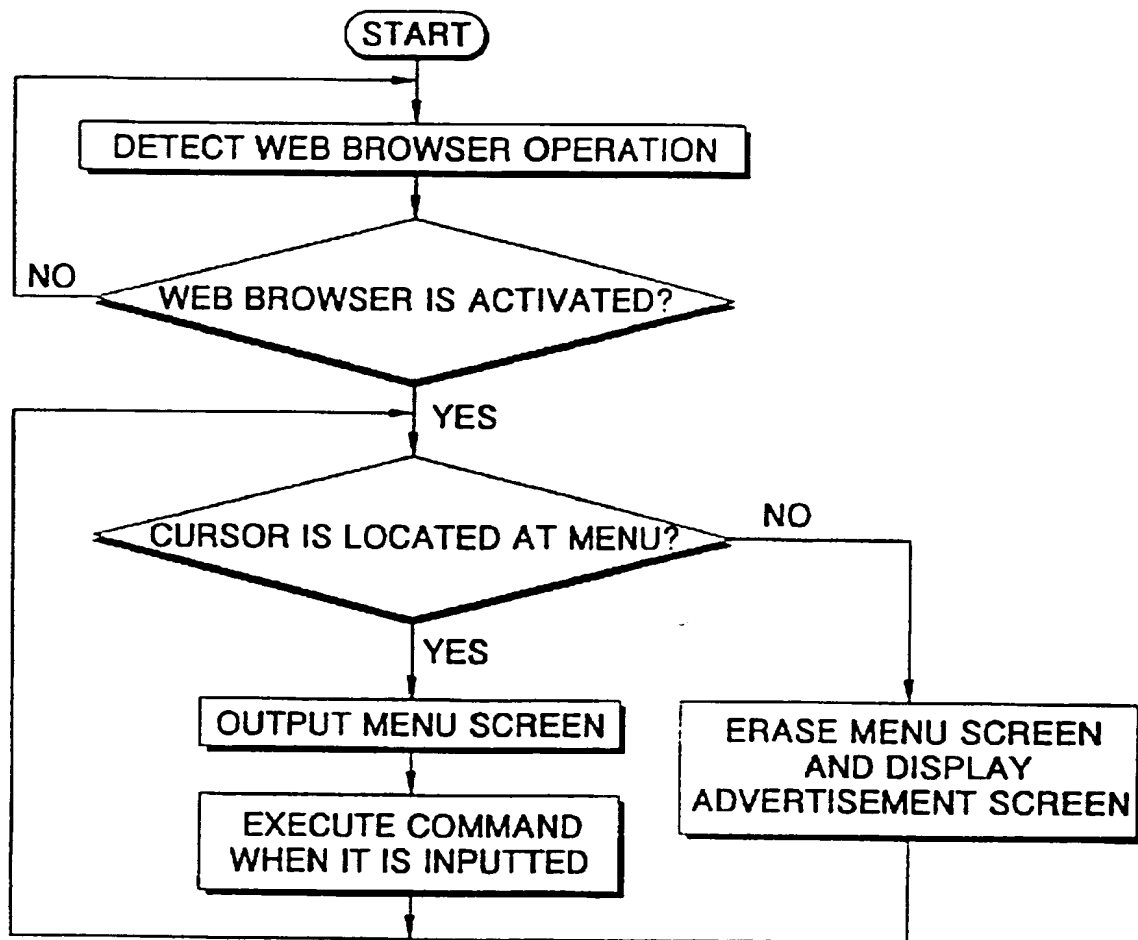 START
DETECT WEB BROWSER OPERATION
NO
WEB BROWSER IS ACTIVATED?
YES
CURSOR IS LOCATED AT MENU?
NO
YES
OUTPUT MENU SCREEN
ERASE MENU SCREEN
AND DISPLAY
ADVERTISEMENT SCREEN
EXECUTE COMMAND
WHEN IT IS INPUTTED